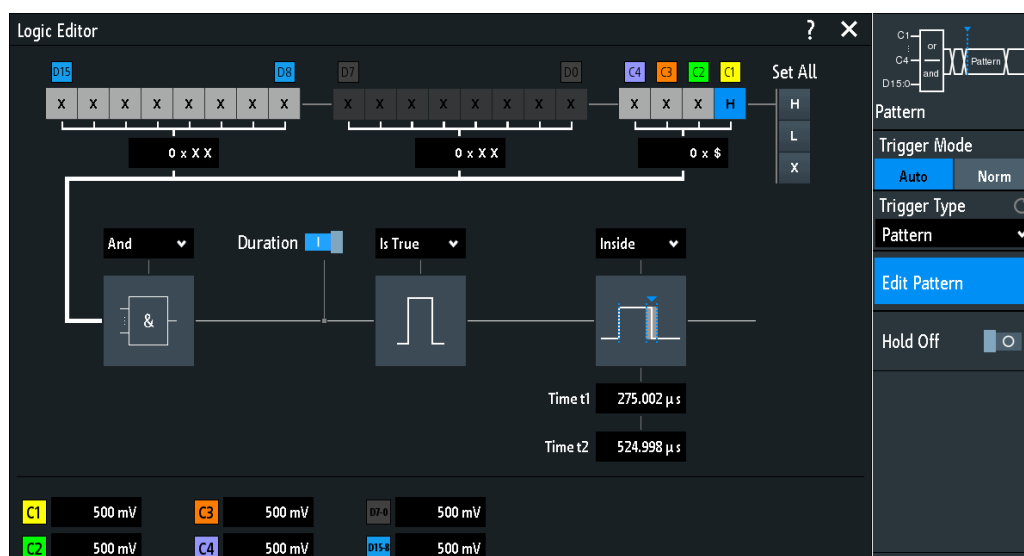 Logic Editor ? X
D15 D8 D7 D0 C4 C3 C2 C1 Set All
X X X X X X X X X X X X X X X X X X X H H
L
0 x X X 0 x X X 0 x $
X
And Duration I Is True Inside
&
Time t1 275.002 µs
Time t2 524.998 µs
C1 500 mV C3 500 mV D7-0 500 mV
C2 500 mV C4 500 mV D15-8 500 mV
C1
or
C4
and
D15:0
Pattern
Pattern
Trigger Mode
Auto Norm
Trigger Type
Pattern
Edit Pattern
Hold Off O